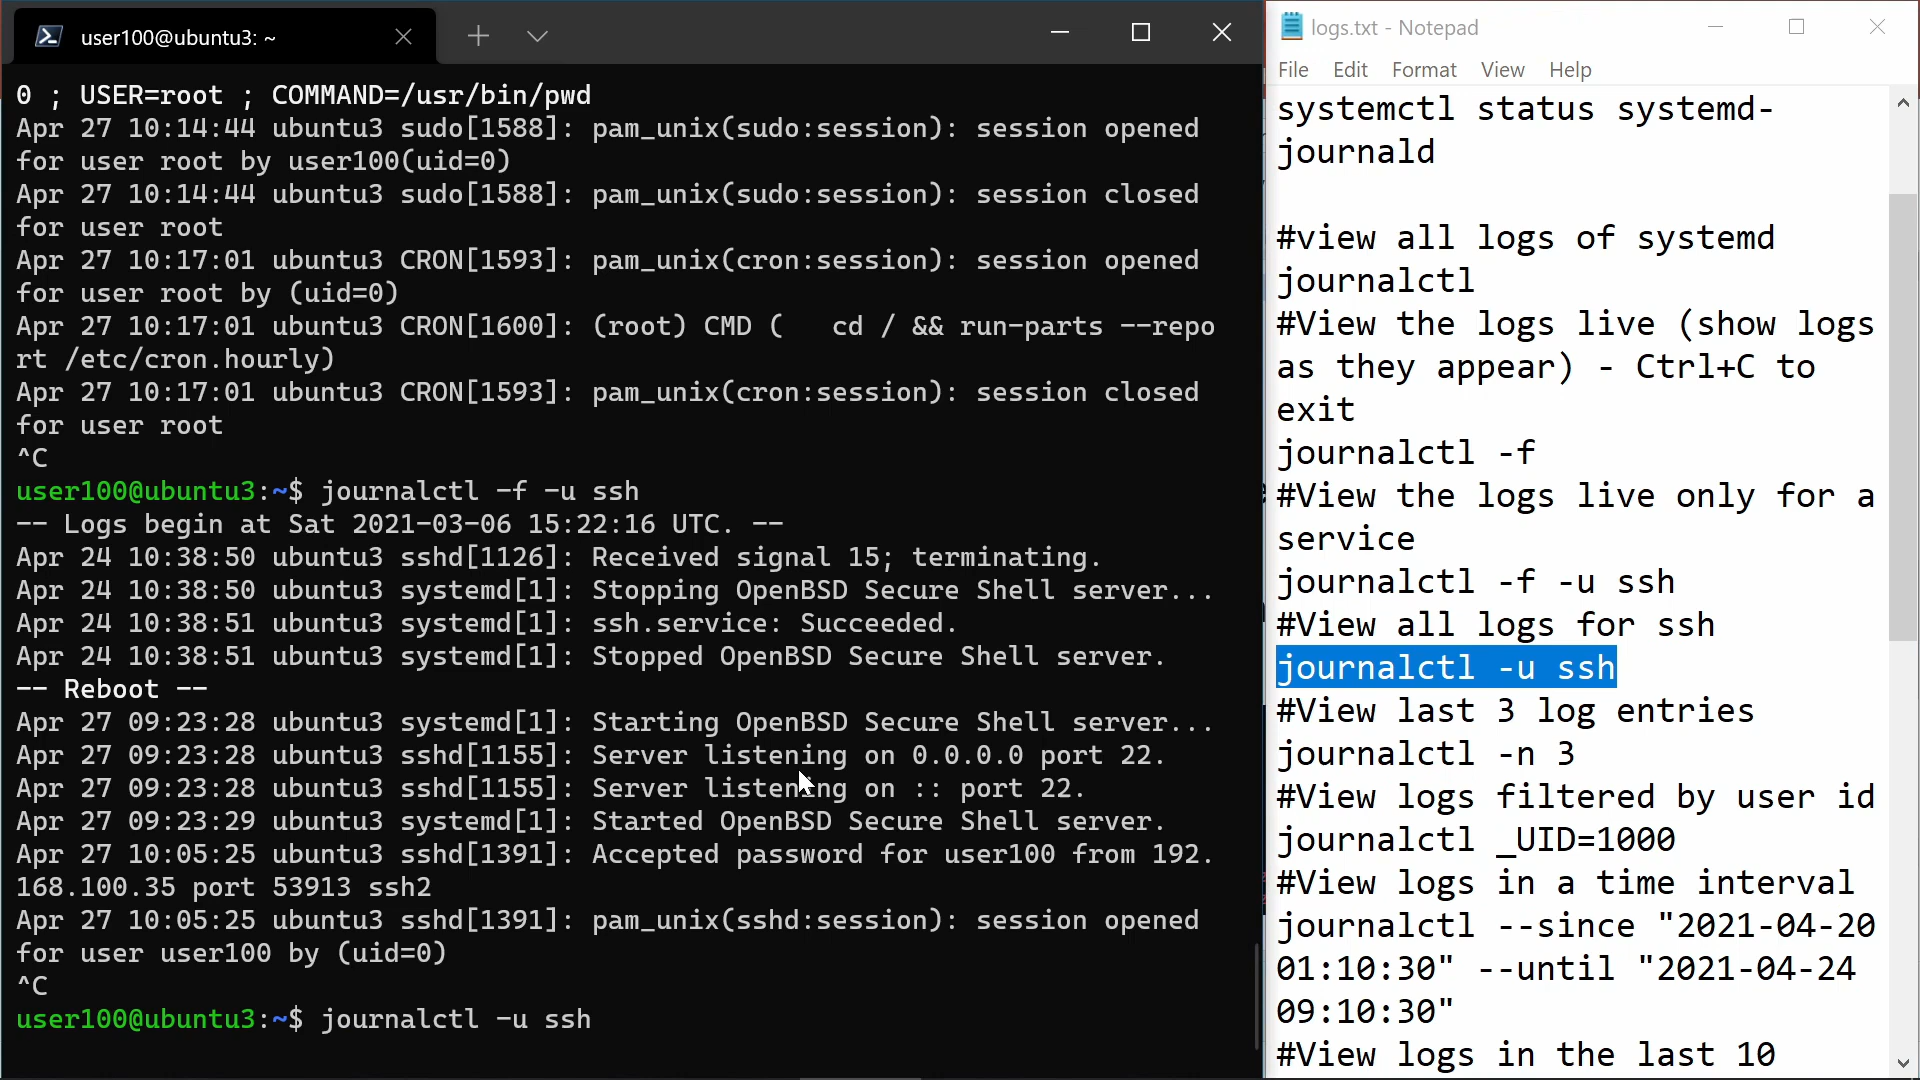 user100@ubuntu3: ~
0 ; USER=root ; COMMAND=/usr/bin/pwd
Apr 27 10:14:44 ubuntu3 sudo[1588]: pam_unix(sudo:session): session opened
for user root by user100(uid=0)
Apr 27 10:14:44 ubuntu3 sudo[1588]: pam_unix(sudo:session): session closed
for user root
Apr 27 10:17:01 ubuntu3 CRON[1593]: pam_unix(cron:session): session opened
for user root by (uid=0)
Apr 27 10:17:01 ubuntu3 CRON[1600]: (root) CMD (   cd / && run-parts --repo
rt /etc/cron.hourly)
Apr 27 10:17:01 ubuntu3 CRON[1593]: pam_unix(cron:session): session closed
for user root
^C
user100@ubuntu3:~$ journalctl -f -u ssh
-- Logs begin at Sat 2021-03-06 15:22:16 UTC. --
Apr 24 10:38:50 ubuntu3 sshd[1126]: Received signal 15; terminating.
Apr 24 10:38:50 ubuntu3 systemd[1]: Stopping OpenBSD Secure Shell server...
Apr 24 10:38:51 ubuntu3 systemd[1]: ssh.service: Succeeded.
Apr 24 10:38:51 ubuntu3 systemd[1]: Stopped OpenBSD Secure Shell server.
-- Reboot --
Apr 27 09:23:28 ubuntu3 systemd[1]: Starting OpenBSD Secure Shell server...
Apr 27 09:23:28 ubuntu3 sshd[1155]: Server listening on 0.0.0.0 port 22.
Apr 27 09:23:28 ubuntu3 sshd[1155]: Server listening on :: port 22.
Apr 27 09:23:29 ubuntu3 systemd[1]: Started OpenBSD Secure Shell server.
Apr 27 10:05:25 ubuntu3 sshd[1391]: Accepted password for user100 from 192.
168.100.35 port 53913 ssh2
Apr 27 10:05:25 ubuntu3 sshd[1391]: pam_unix(sshd:session): session opened
for user user100 by (uid=0)
^C
user100@ubuntu3:~$ journalctl -u ssh
logs.txt - Notepad
File Edit Format View Help
systemctl status systemd-
journald
#view all logs of systemd
journalctl
#View the logs live (show logs
as they appear) - Ctrl+C to
exit
journalctl -f
#View the logs live only for a
service
journalctl -f -u ssh
#View all logs for ssh
journalctl -u ssh
#View last 3 log entries
journalctl -n 3
#View logs filtered by user id
journalctl _UID=1000
#View logs in a time interval
journalctl --since "2021-04-20
01:10:30" --until "2021-04-24
09:10:30"
#View logs in the last 10